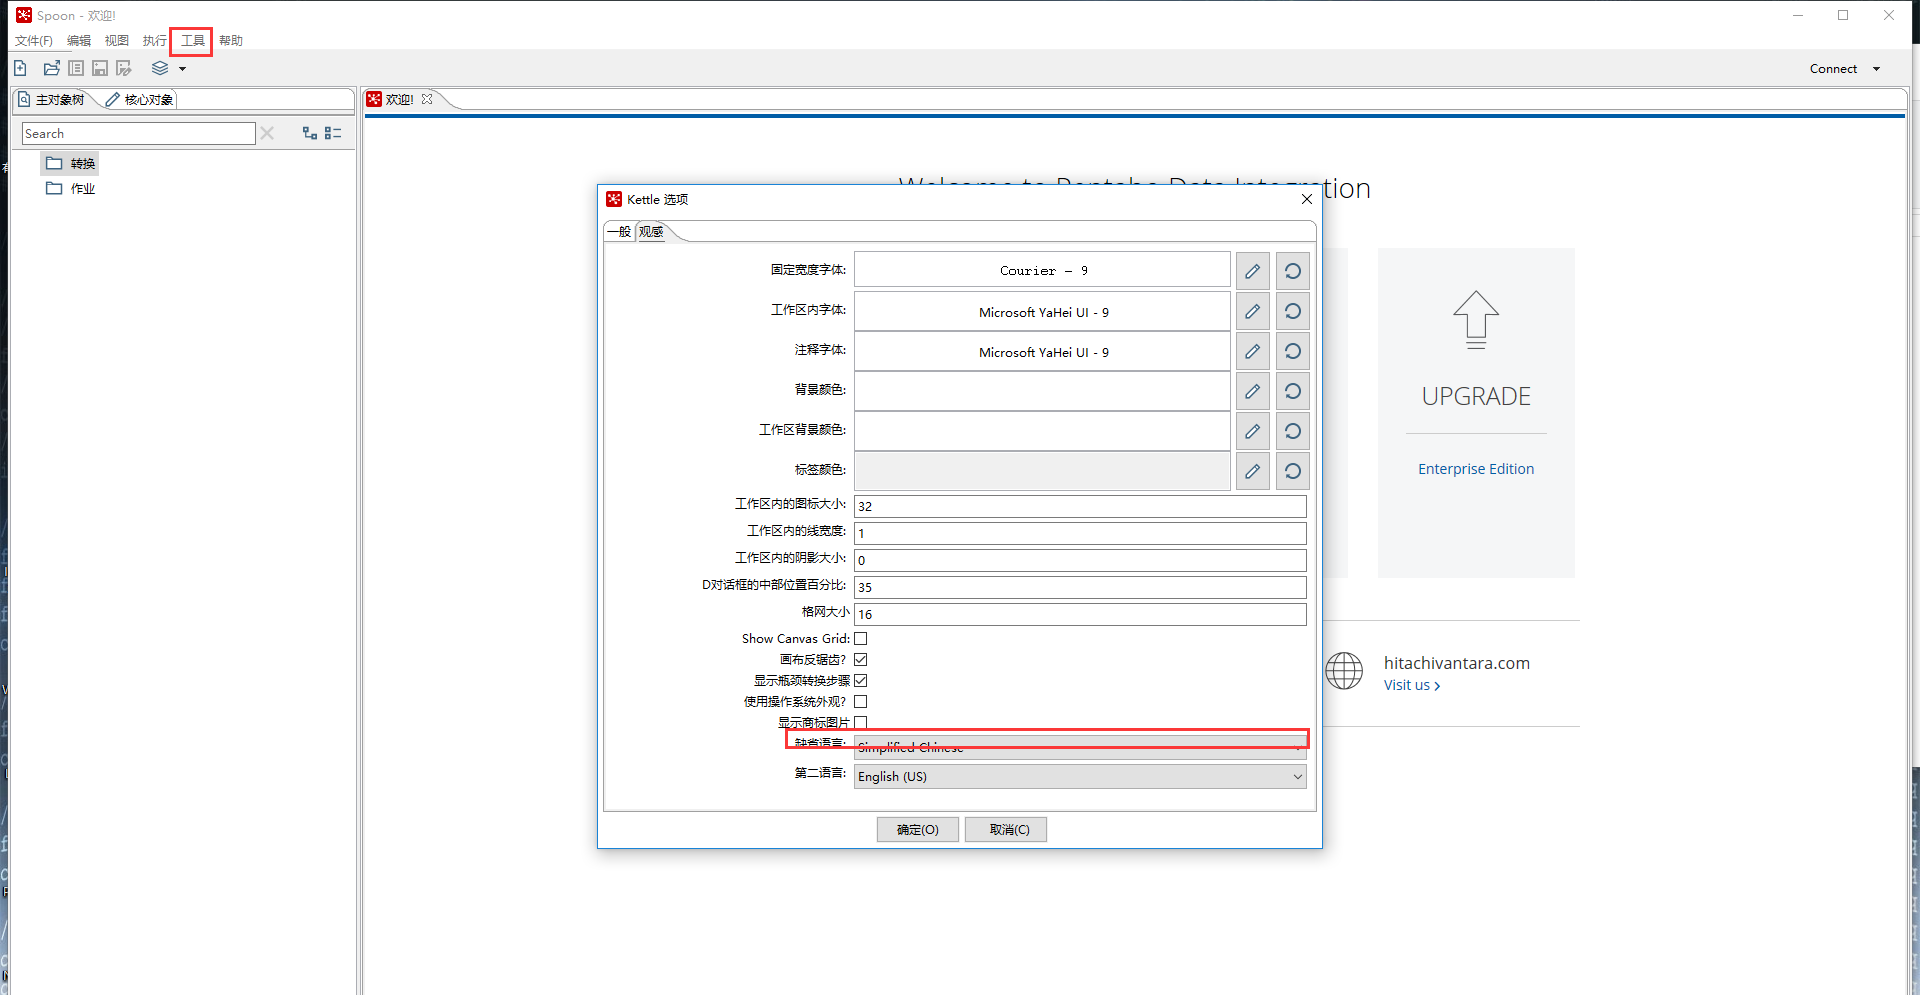 Spoon - 欢迎!
文件(F) 编辑 视图 执行 工具 帮助
Connect
主对象树 核心对象
欢迎!
Search
转换
作业
Welcome to Pentaho Data Integration
Kettle 选项
一般 观感
固定宽度字体: Courier - 9
工作区内字体: Microsoft YaHei UI - 9
注释字体: Microsoft YaHei UI - 9
背景颜色:
工作区背景颜色:
标签颜色:
工作区内的图标大小: 32
工作区内的线宽度: 1
工作区内的阴影大小: 0
D对话框的中部位置百分比: 35
格网大小 16
Show Canvas Grid:
画布反锯齿?
显示瓶颈转换步骤
使用操作系统外观?
显示商标图片
缺省语言: Simplified Chinese
第二语言: English (US)
确定(O) 取消(C)
UPGRADE
Enterprise Edition
hitachivantara.com
Visit us